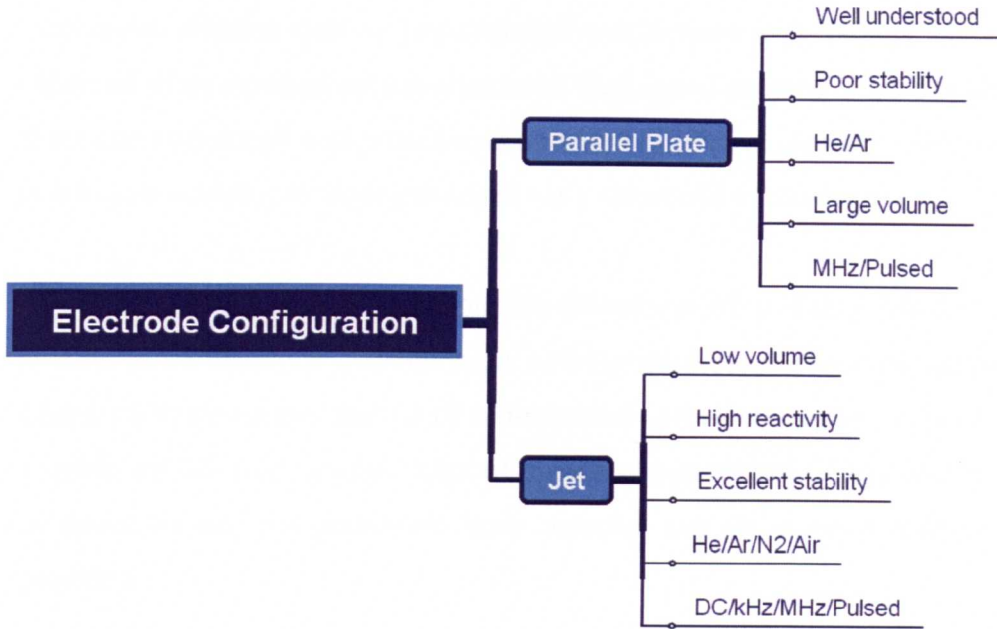 Electrode Configuration
Parallel Plate
Well understood
Poor stability
He/Ar
Large volume
MHz/Pulsed
Jet
Low volume
High reactivity
Excellent stability
He/Ar/N2/Air
DC/kHz/MHz/Pulsed